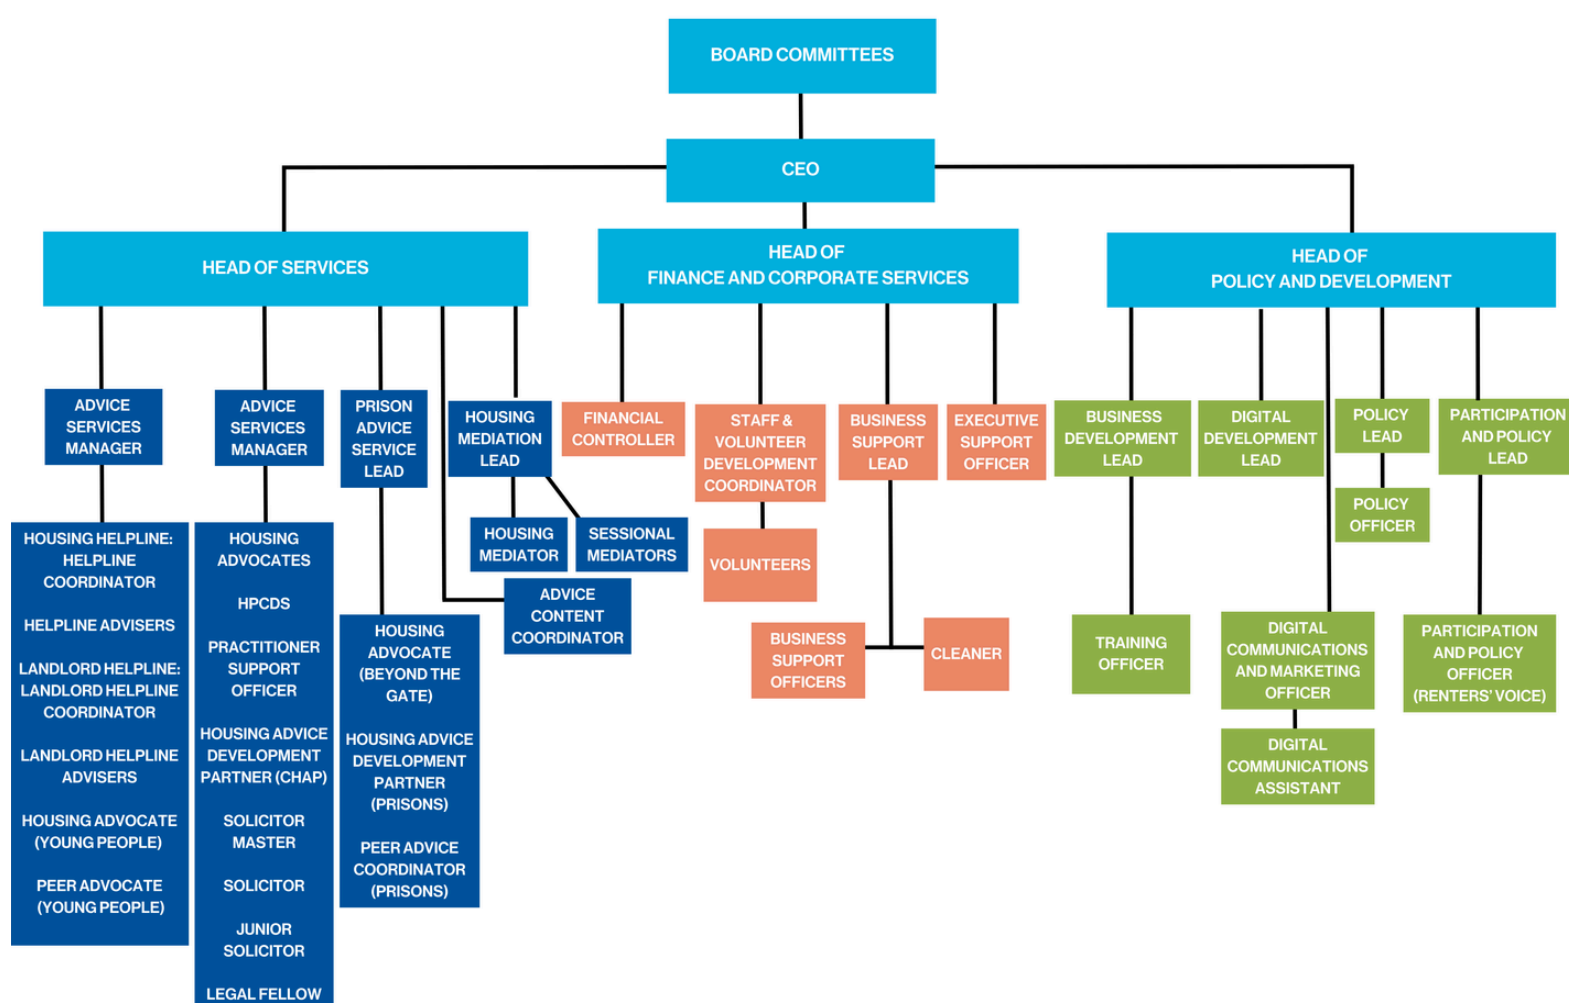 BOARD COMMITTEES
CEO
HEAD OF SERVICES
HEAD OF
FINANCE AND CORPORATE SERVICES
HEAD OF
POLICY AND DEVELOPMENT
ADVICE
SERVICES
MANAGER
ADVICE
SERVICES
MANAGER
PRISON
ADVICE
SERVICE
LEAD
HOUSING
MEDIATION
LEAD
FINANCIAL
CONTROLLER
STAFF &
VOLUNTEER
DEVELOPMENT
COORDINATOR
BUSINESS
SUPPORT
LEAD
EXECUTIVE
SUPPORT
OFFICER
BUSINESS
DEVELOPMENT
LEAD
DIGITAL
DEVELOPMENT
LEAD
POLICY
LEAD
PARTICIPATION
AND POLICY
LEAD
POLICY
OFFICER
HOUSING HELPLINE:
HELPLINE
COORDINATOR
HELPLINE ADVISERS
LANDLORD HELPLINE:
LANDLORD HELPLINE
COORDINATOR
LANDLORD HELPLINE
ADVISERS
HOUSING ADVOCATE
(YOUNG PEOPLE)
PEER ADVOCATE
(YOUNG PEOPLE)
HOUSING
ADVOCATES
HPCDS
PRACTITIONER
SUPPORT
OFFICER
HOUSING ADVICE
DEVELOPMENT
PARTNER (CHAP)
SOLICITOR
MASTER
SOLICITOR
JUNIOR
SOLICITOR
LEGAL FELLOW
HOUSING
ADVOCATE
(BEYOND THE
GATE)
HOUSING ADVICE
DEVELOPMENT
PARTNER
(PRISONS)
PEER ADVICE
COORDINATOR
(PRISONS)
HOUSING
MEDIATOR
SESSIONAL
MEDIATORS
ADVICE
CONTENT
COORDINATOR
VOLUNTEERS
BUSINESS
SUPPORT
OFFICERS
CLEANER
TRAINING
OFFICER
DIGITAL
COMMUNICATIONS
AND MARKETING
OFFICER
DIGITAL
COMMUNICATIONS
ASSISTANT
PARTICIPATION
AND POLICY
OFFICER
(RENTERS' VOICE)